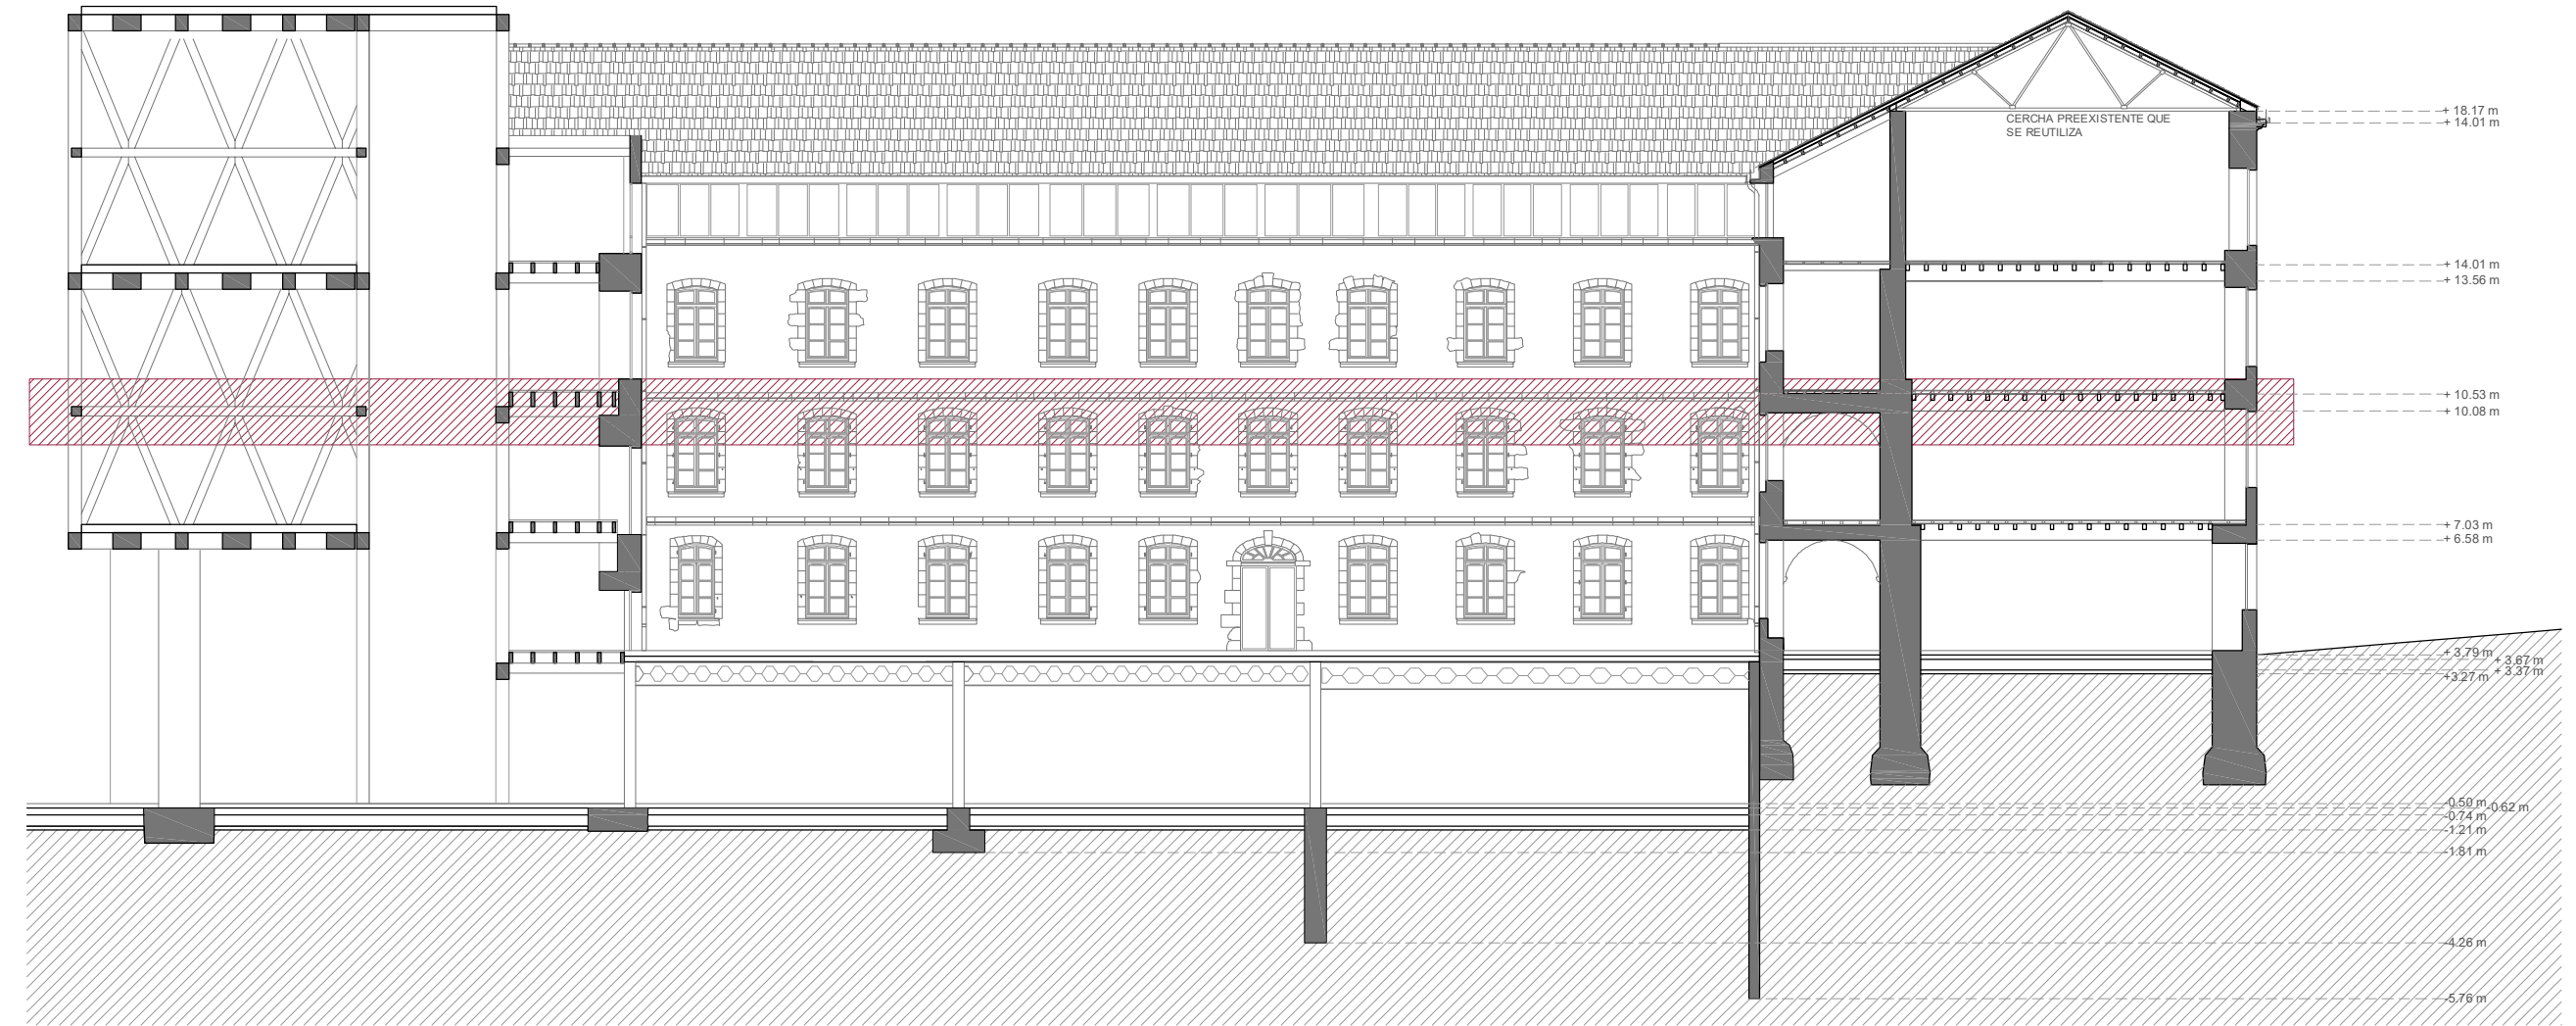 + 18.17 m
+ 14.01 m
CERCHA PREEXISTENTE QUE
SE REUTILIZA
+ 14.01 m
+ 13.56 m
+ 10.53 m
+ 10.08 m
+ 7.03 m
+ 6.58 m
+ 3.79 m
+ 3.67 m
+ 3.37 m
+3.27 m
-0.50 m
-0.62 m
-0.74 m
-1.21 m
-1.81 m
-4.26 m
-5.76 m